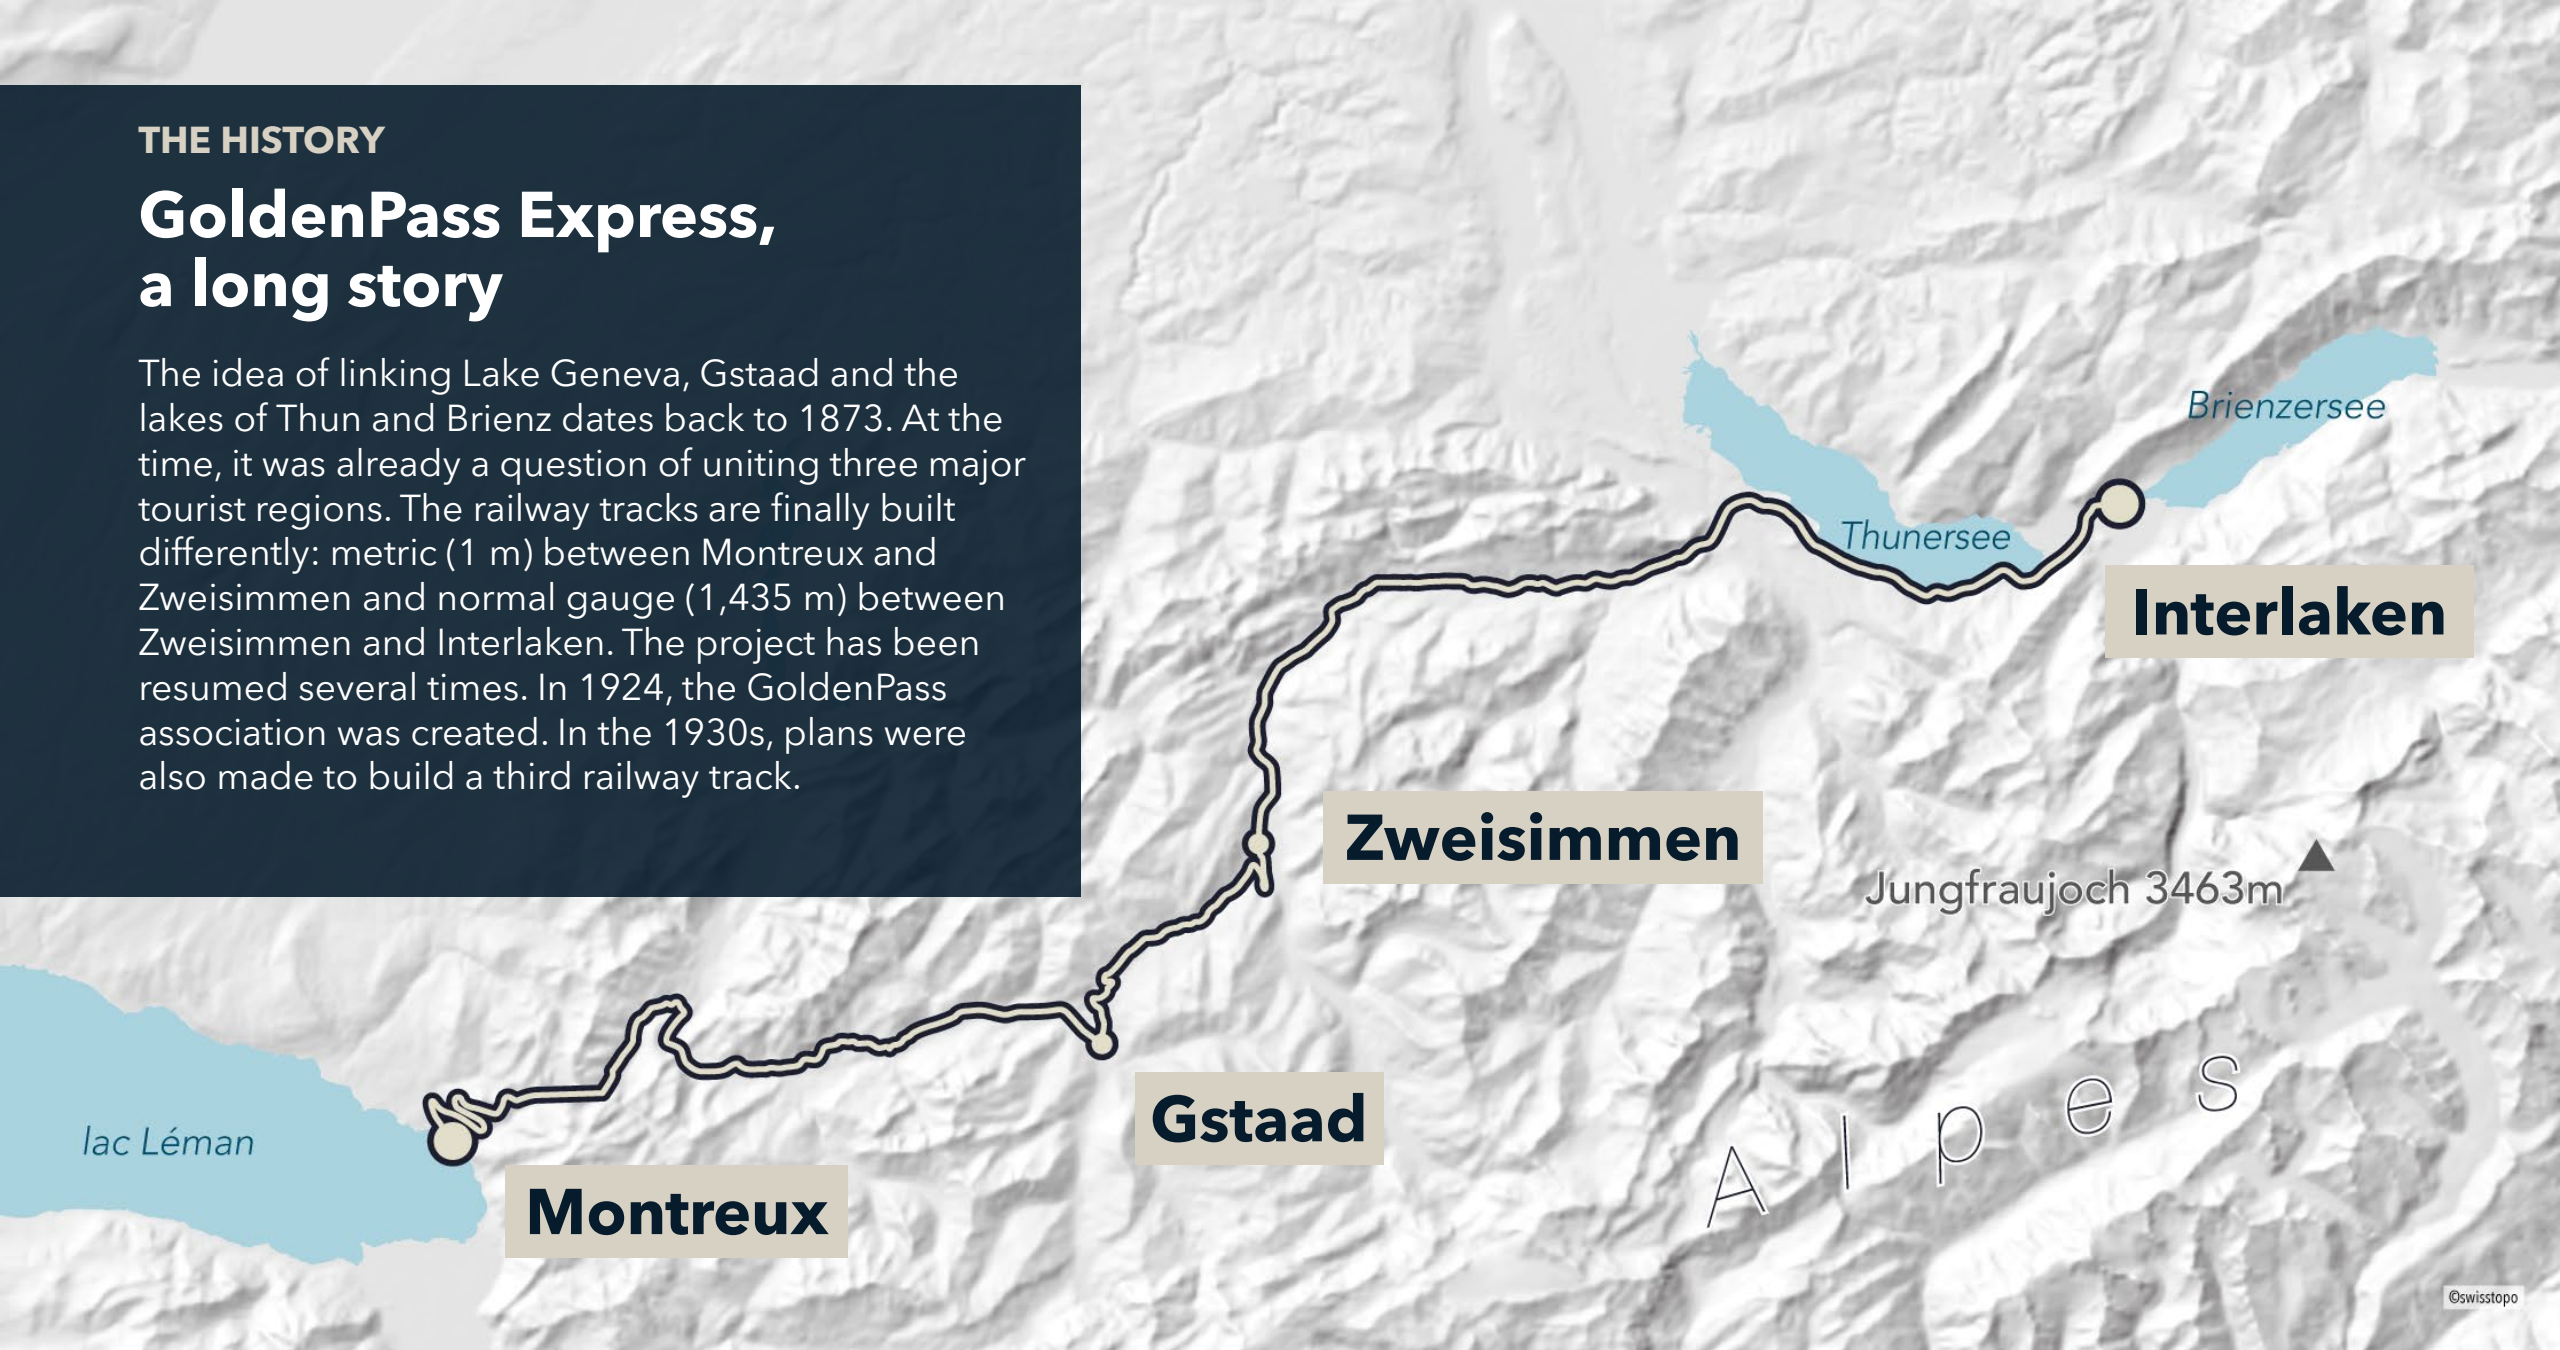 THE HISTORY
GoldenPass Express,
a long story
The idea of linking Lake Geneva, Gstaad and the
lakes of Thun and Brienz dates back to 1873. At the
time, it was already a question of uniting three major
tourist regions. The railway tracks are finally built
differently: metric (1 m) between Montreux and
Zweisimmen and normal gauge (1,435 m) between
Zweisimmen and Interlaken. The project has been
resumed several times. In 1924, the GoldenPass
association was created. In the 1930s, plans were
also made to build a third railway track.
Brienzersee
Thunersee
Interlaken
Zweisimmen
Jungfraujoch 3463m
Alpes
Gstaad
lac Léman
Montreux
©swisstopo